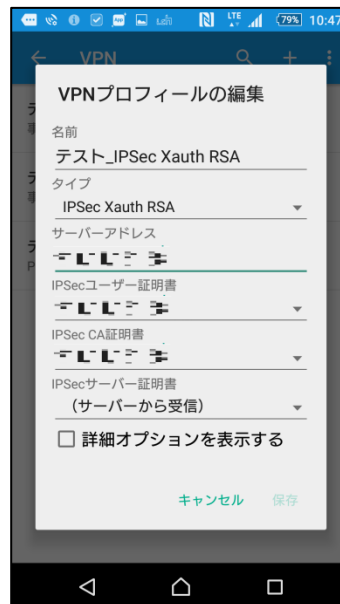 LTE
79%
10:47
VPN
VPNプロフィールの編集
名前
テスト_IPSec Xauth RSA
タイプ
IPSec Xauth RSA
サーバーアドレス
IPSecユーザー証明書
IPSec CA証明書
IPSecサーバー証明書
（サーバーから受信）
詳細オプションを表示する
キャンセル 保存